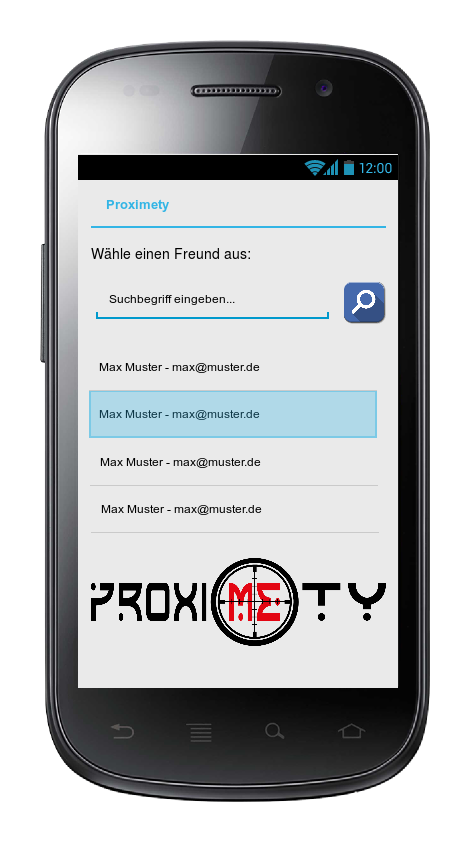 12:00
Proximety
Wähle einen Freund aus:
Suchbegriff eingeben...
Max Muster - max@muster.de
Max Muster - max@muster.de
Max Muster - max@muster.de
Max Muster - max@muster.de
PROXIMETY